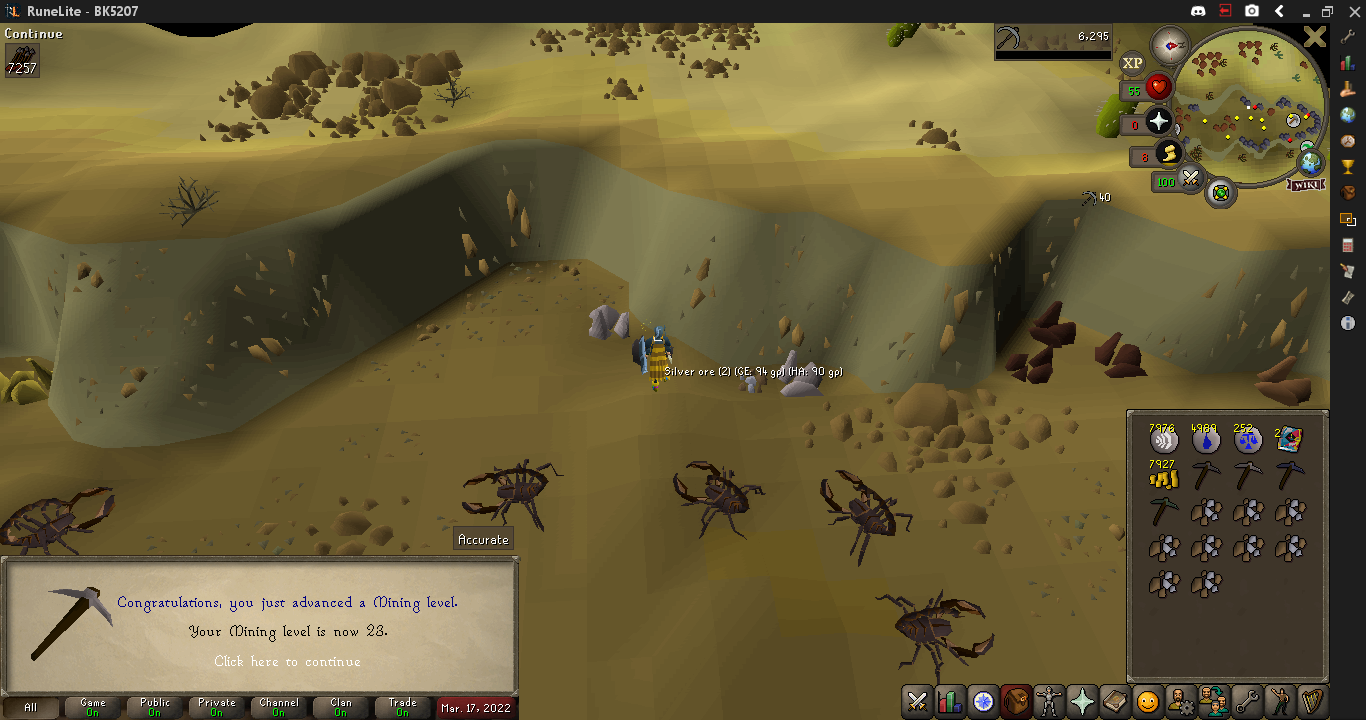 RuneLite - BK5207
Continue
7257
6,295
XP
55
0
8
100
WIKI
40
Silver ore (2) (GE: 94 gp) (HA: 90 gp)
7976
4989
252
2
7927
Accurate
Congratulations, you just advanced a Mining level.
Your Mining level is now 23.
Click here to continue
All
Game
On
Public
On
Private
On
Channel
On
Clan
On
Trade
On
Mar. 17, 2022